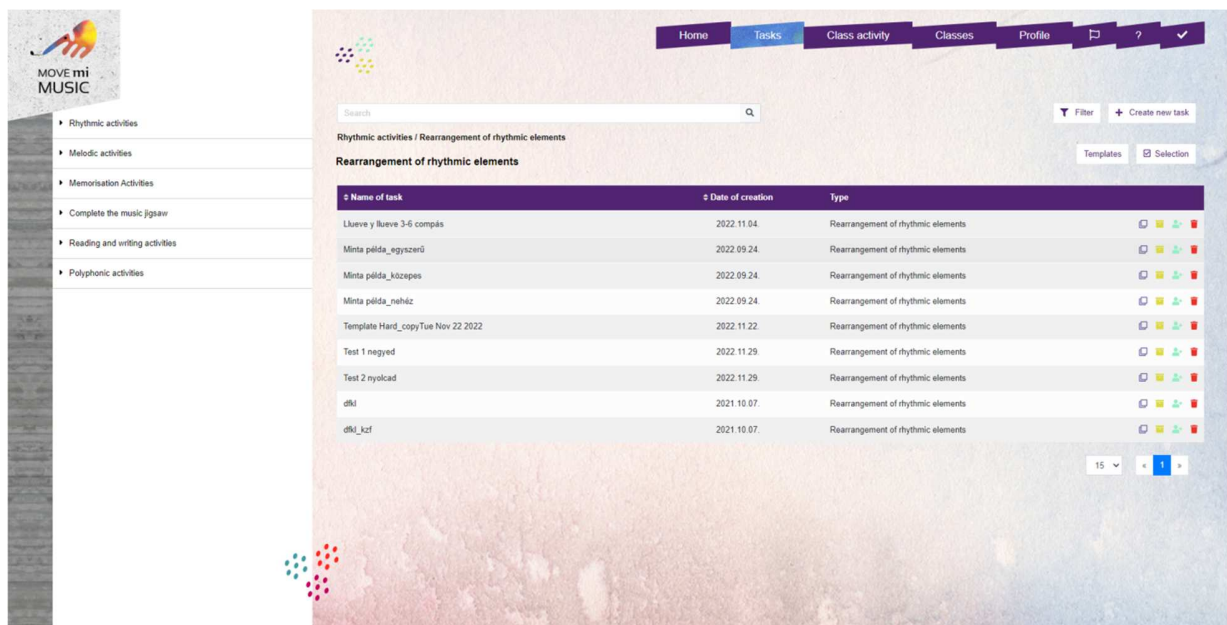 MOVE mi
MUSIC
Home Tasks Class activity Classes Profile ?
Rhythmic activities
Melodic activities
Memorisation Activities
Complete the music jigsaw
Reading and writing activities
Polyphonic activities
Search
Filter + Create new task
Rhythmic activities / Rearrangement of rhythmic elements
Rearrangement of rhythmic elements
Templates Selection
Name of task Date of creation Type
Llueve y llueve 3-6 compás 2022.11.04. Rearrangement of rhythmic elements
Minta példa_egyszerű 2022.09.24. Rearrangement of rhythmic elements
Minta példa_közepes 2022.09.24. Rearrangement of rhythmic elements
Minta példa_nehéz 2022.09.24. Rearrangement of rhythmic elements
Template Hard_copyTue Nov 22 2022 2022.11.22. Rearrangement of rhythmic elements
Test 1 negyed 2022.11.29. Rearrangement of rhythmic elements
Test 2 nyolcad 2022.11.29. Rearrangement of rhythmic elements
dfkl 2021.10.07. Rearrangement of rhythmic elements
dfkl_kzf 2021.10.07. Rearrangement of rhythmic elements
15 « 1 »